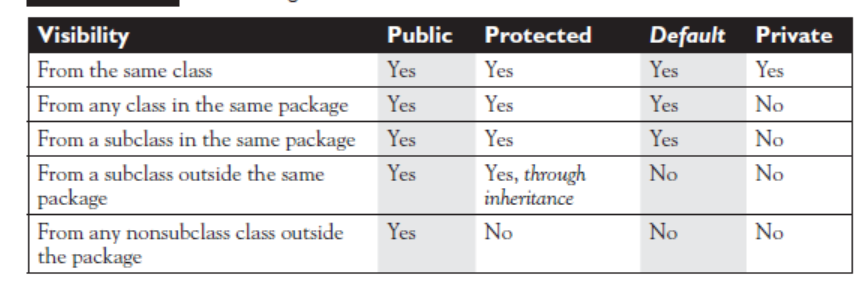 Visibility Public Protected Default Private
From the same class Yes Yes Yes Yes
From any class in the same package Yes Yes Yes No
From a subclass in the same package Yes Yes Yes No
From a subclass outside the same Yes Yes, through No No
package inheritance
From any nonsubclass class outside Yes No No No
the package